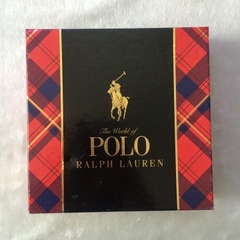 The World of
POLO
RALPH LAUREN